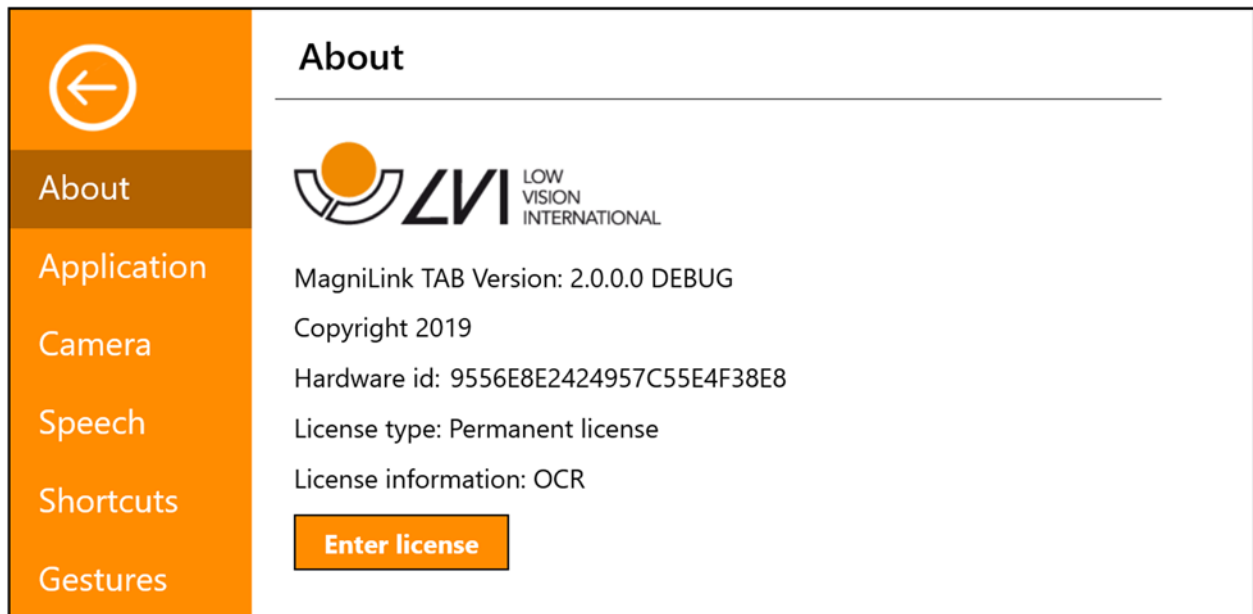 About
Application
Camera
Speech
Shortcuts
Gestures
About
LVI
LOW
VISION
INTERNATIONAL
MagniLink TAB Version: 2.0.0.0 DEBUG
Copyright 2019
Hardware id: 9556E8E2424957C55E4F38E8
License type: Permanent license
License information: OCR
Enter license